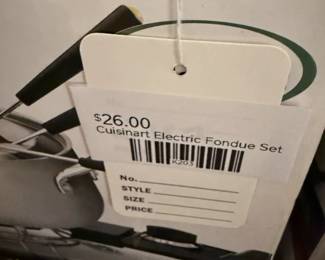 $26.00
Cuisinart Electric Fondue Set
No.
STYLE
SIZE
PRICE